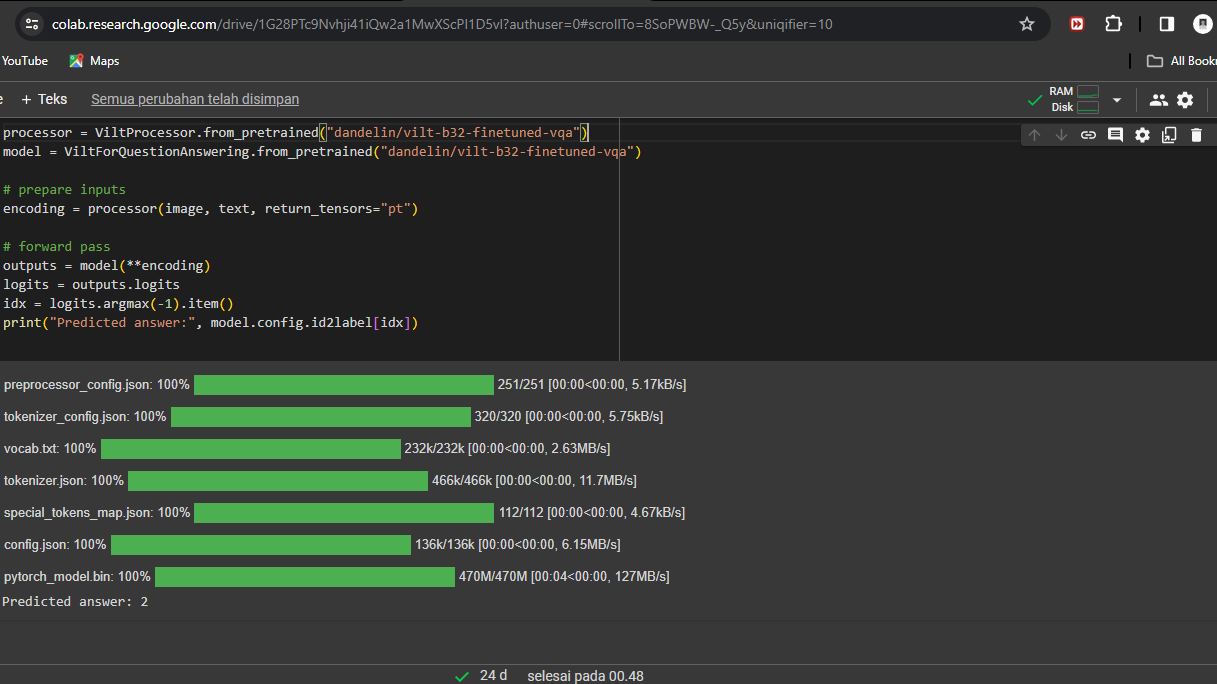 colab.research.google.com/drive/1G28PTc9Nvhji41iQw2a1MwXScPI1D5vI?authuser=0#scrollTo=8SoPWBW-_Q5y&uniqifier=10
YouTube Maps All Book
+ Teks Semua perubahan telah disimpan RAM Disk
processor = ViltProcessor.from_pretrained("dandelin/vilt-b32-finetuned-vqa")
model = ViltForQuestionAnswering.from_pretrained("dandelin/vilt-b32-finetuned-vqa")
# prepare inputs
encoding = processor(image, text, return_tensors="pt")
# forward pass
outputs = model(**encoding)
logits = outputs.logits
idx = logits.argmax(-1).item()
print("Predicted answer:", model.config.id2label[idx])
preprocessor_config.json: 100% 251/251 [00:00<00:00, 5.17kB/s]
tokenizer_config.json: 100% 320/320 [00:00<00:00, 5.75kB/s]
vocab.txt: 100% 232k/232k [00:00<00:00, 2.63MB/s]
tokenizer.json: 100% 466k/466k [00:00<00:00, 11.7MB/s]
special_tokens_map.json: 100% 112/112 [00:00<00:00, 4.67kB/s]
config.json: 100% 136k/136k [00:00<00:00, 6.15MB/s]
pytorch_model.bin: 100% 470M/470M [00:04<00:00, 127MB/s]
Predicted answer: 2
24 d selesai pada 00.48